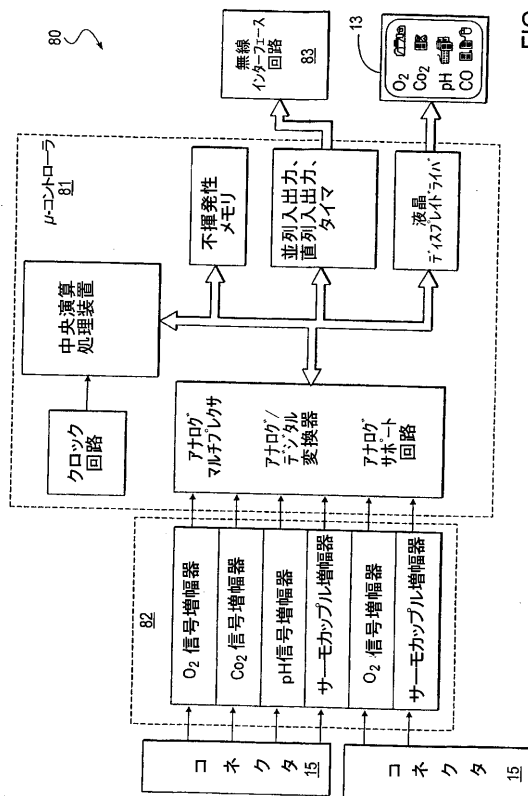 80
μ-コントローラ
81
クロック
回路
中央演算
処理装置
不揮発性
メモリ
無線
インターフェース
回路
83
並列入出力、
直列入出力、
タイマ
液晶
ディスプレイドライバ
13
O2
Co2
pH
CO
アナログ
マルチプレクサ
アナログ/
デジタル
変換器
アナログ
サポート
回路
82
O2 信号増幅器
Co2 信号増幅器
pH信号増幅器
サーモカップル増幅器
O2 信号増幅器
サーモカップル増幅器
コネクタ
15
コネクタ
15
FIG